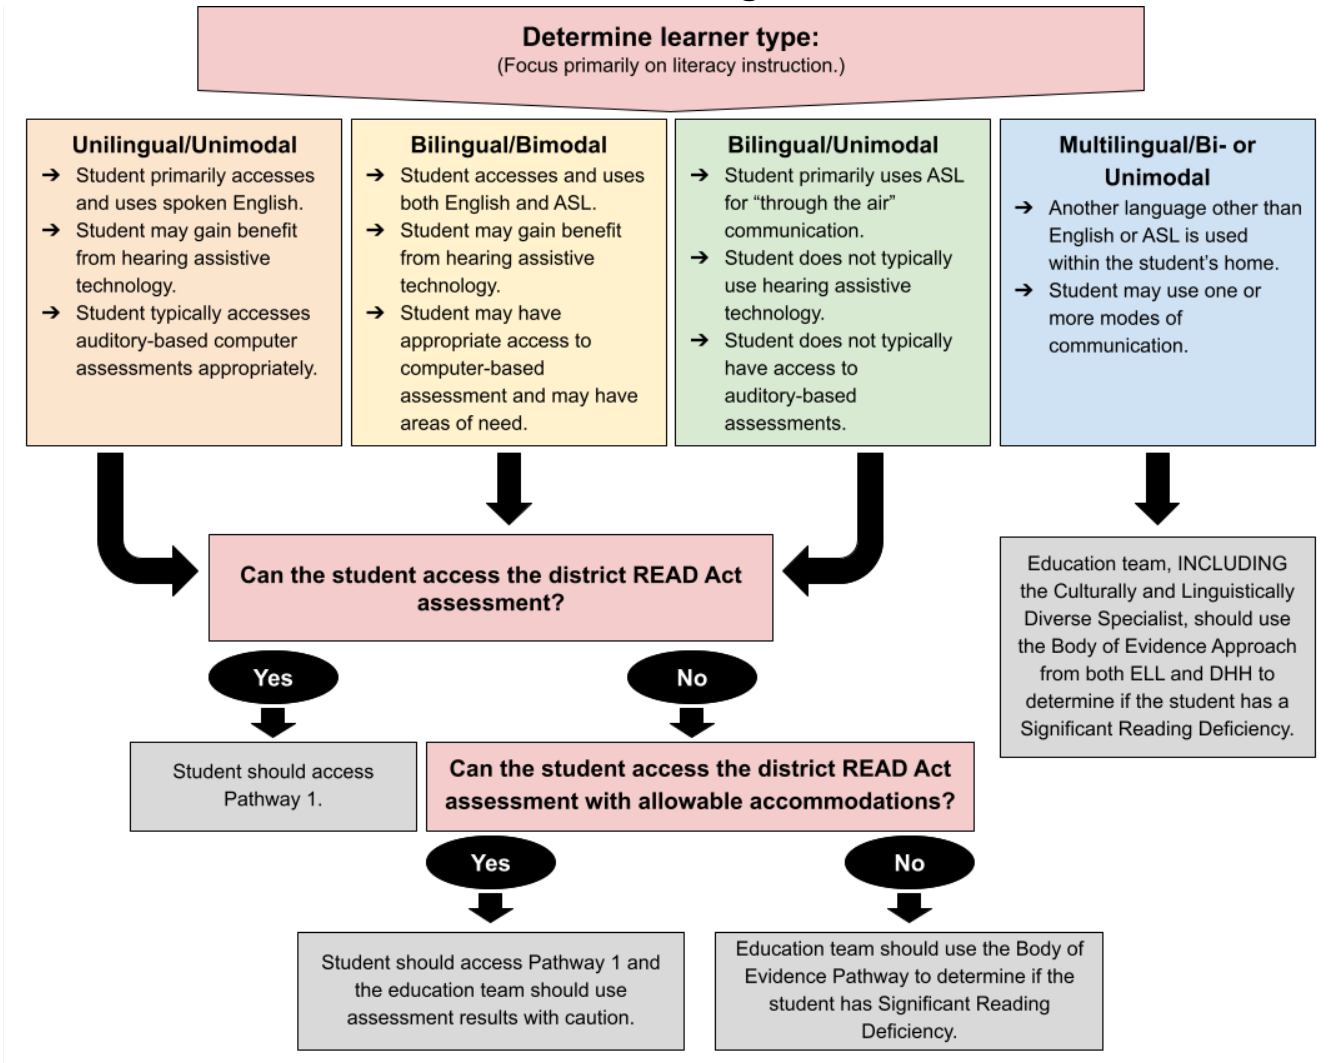 Determine learner type:
(Focus primarily on literacy instruction.)
Unilingual/Unimodal
➔ Student primarily accesses
and uses spoken English.
➔ Student may gain benefit
from hearing assistive
technology.
➔ Student typically accesses
auditory-based computer
assessments appropriately.
Bilingual/Bimodal
➔ Student accesses and uses
both English and ASL.
➔ Student may gain benefit
from hearing assistive
technology.
➔ Student may have
appropriate access to
computer-based
assessment and may have
areas of need.
Bilingual/Unimodal
➔ Student primarily uses ASL
for “through the air”
communication.
➔ Student does not typically
use hearing assistive
technology.
➔ Student does not typically
have access to
auditory-based
assessments.
Multilingual/Bi- or
Unimodal
➔ Another language other than
English or ASL is used
within the student’s home.
➔ Student may use one or
more modes of
communication.
Can the student access the district READ Act
assessment?
Education team, INCLUDING
the Culturally and Linguistically
Diverse Specialist, should use
the Body of Evidence Approach
from both ELL and DHH to
determine if the student has a
Significant Reading Deficiency.
Yes
No
Student should access
Pathway 1.
Can the student access the district READ Act
assessment with allowable accommodations?
Yes
No
Student should access Pathway 1 and
the education team should use
assessment results with caution.
Education team should use the Body of
Evidence Pathway to determine if the
student has Significant Reading
Deficiency.